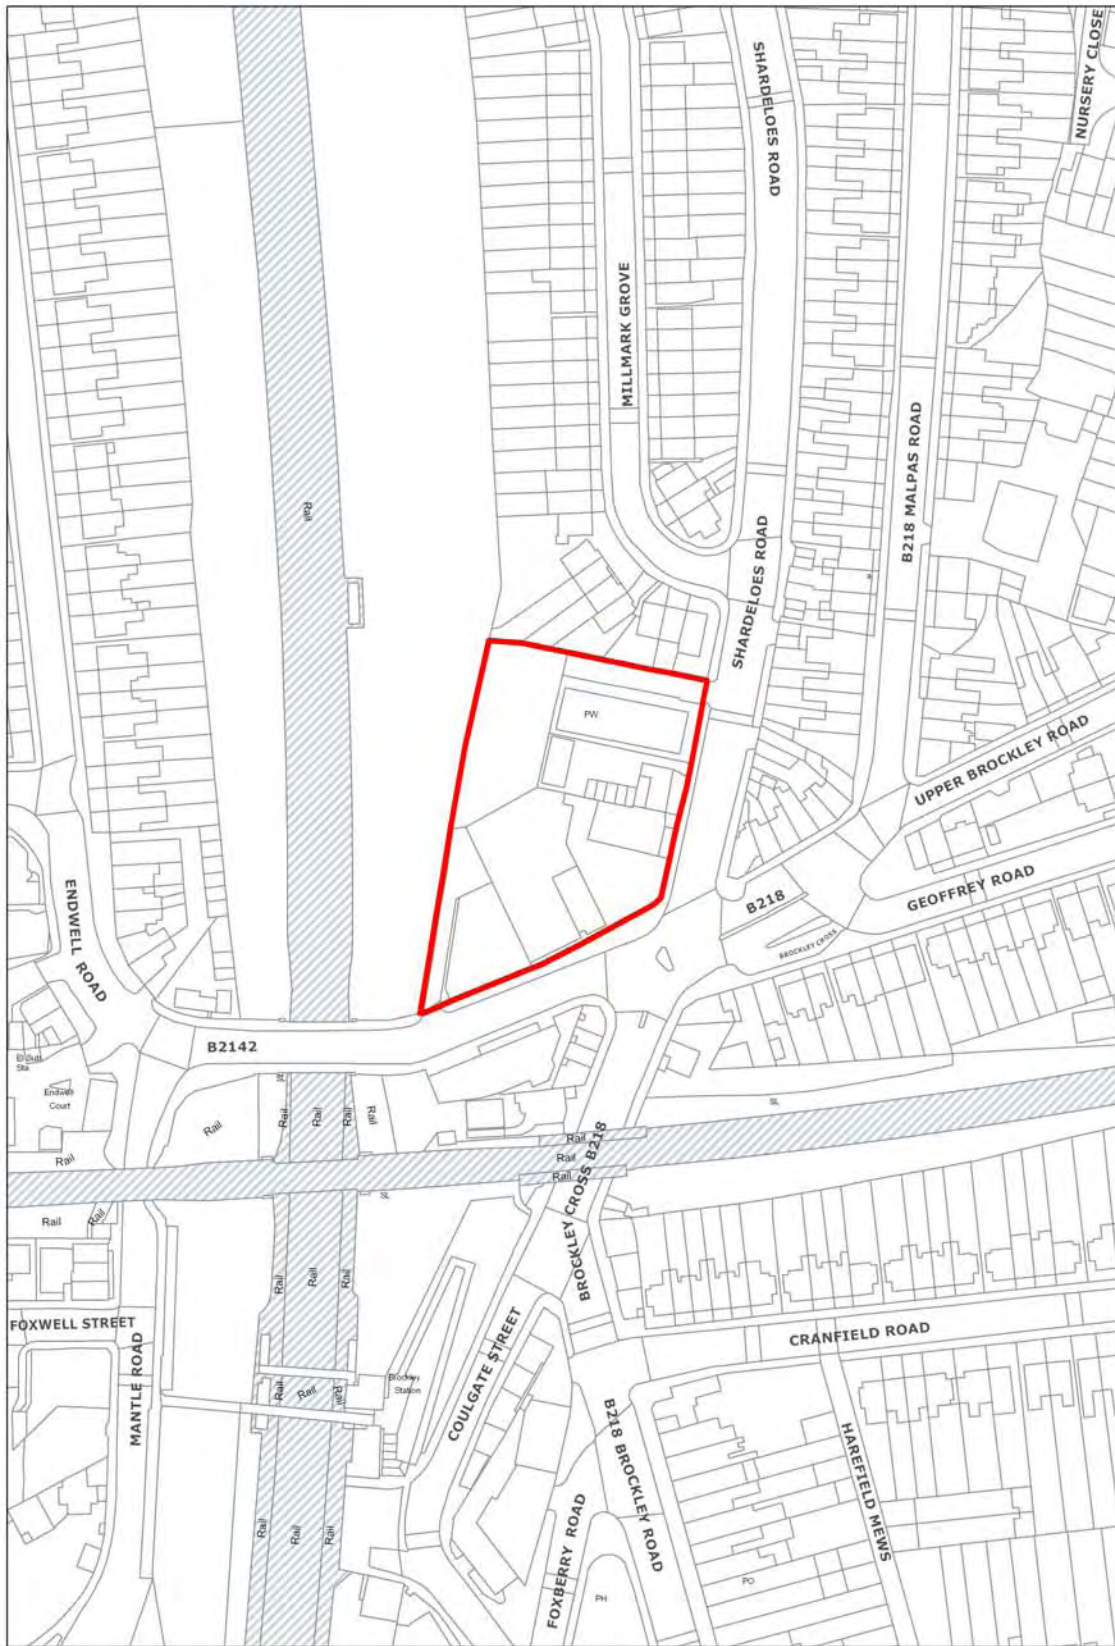 NURSERY CLOSE
SHARDELOES ROAD
MILLMARK GROVE
B218 MALPAS ROAD
Rail
SHARDELOES ROAD
PW
UPPER BROCKLEY ROAD
GEOFFREY ROAD
B218
BROCKLEY CROSS
ENDWELL ROAD
B2142
El Sub Sta
Endwell
Court
Rail
Rail
Rail
Rail
Rail
Rail
SL
SL
Rail
Rail
Rail
BROCKLEY CROSS B218
Rail
Rail
Rail
Rail
Rail
FOXWELL STREET
MANTLE ROAD
CRANFIELD ROAD
COULGATE STREET
Brockley
Station
Rail
Rail
Rail
B218 BROCKLEY ROAD
HAREFIELD MEWS
FOXBERRY ROAD
Rail
Rail
Rail
PO
PH